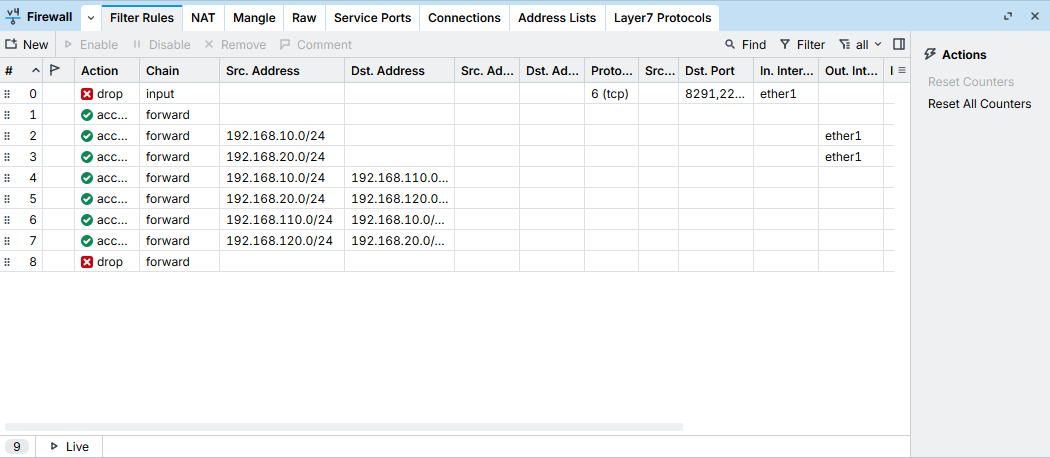 v4 Firewall Filter Rules NAT Mangle Raw Service Ports Connections Address Lists Layer7 Protocols
New Enable Disable Remove Comment Find Filter all
# Action Chain Src. Address Dst. Address Src. Ad... Dst. Ad... Proto... Src... Dst. Port In. Inter... Out. Int... I
0 drop input 6 (tcp) 8291,22... ether1
1 acc... forward
2 acc... forward 192.168.10.0/24 ether1
3 acc... forward 192.168.20.0/24 ether1
4 acc... forward 192.168.10.0/24 192.168.110.0...
5 acc... forward 192.168.20.0/24 192.168.120.0...
6 acc... forward 192.168.110.0/24 192.168.10.0/...
7 acc... forward 192.168.120.0/24 192.168.20.0/...
8 drop forward
9 Live
Actions
Reset Counters
Reset All Counters